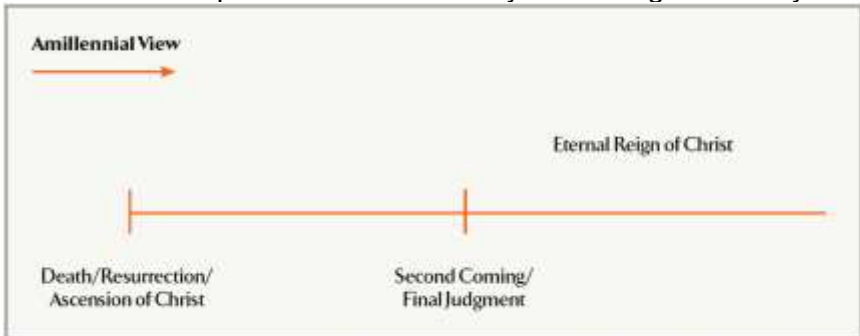 Amillennial View
Eternal Reign of Christ
Death/Resurrection/
Ascension of Christ
Second Coming/
Final Judgment